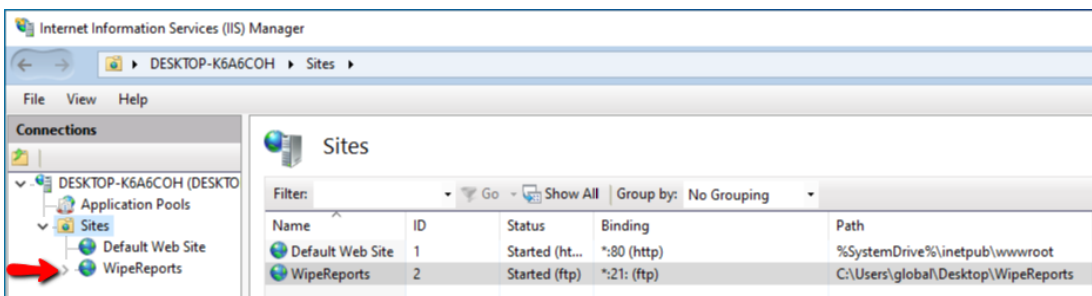 Internet Information Services (IIS) Manager
DESKTOP-K6A6COH Sites
File View Help
Connections
Sites
DESKTOP-K6A6COH (DESKTO
Application Pools
Sites
Default Web Site
WipeReports
Filter: Go Show All Group by: No Grouping
Name ID Status Binding Path
Default Web Site 1 Started (ht... *:80 (http) %SystemDrive%\inetpub\wwwroot
WipeReports 2 Started (ftp) *:21: (ftp) C:\Users\global\Desktop\WipeReports